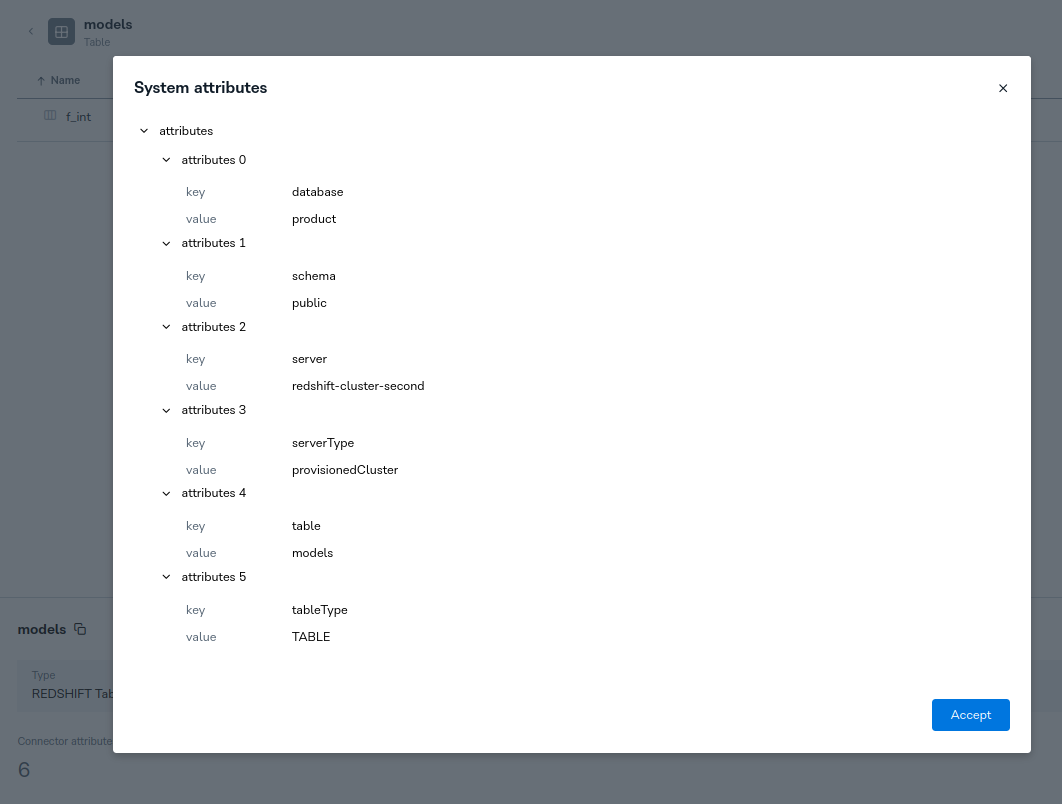 models
Table
Name
f_int
System attributes
attributes
attributes 0
key database
value product
attributes 1
key schema
value public
attributes 2
key server
value redshift-cluster-second
attributes 3
key serverType
value provisionedCluster
attributes 4
key table
value models
attributes 5
key tableType
value TABLE
Accept
models
Type
REDSHIFT Tab
Connector attribute
6